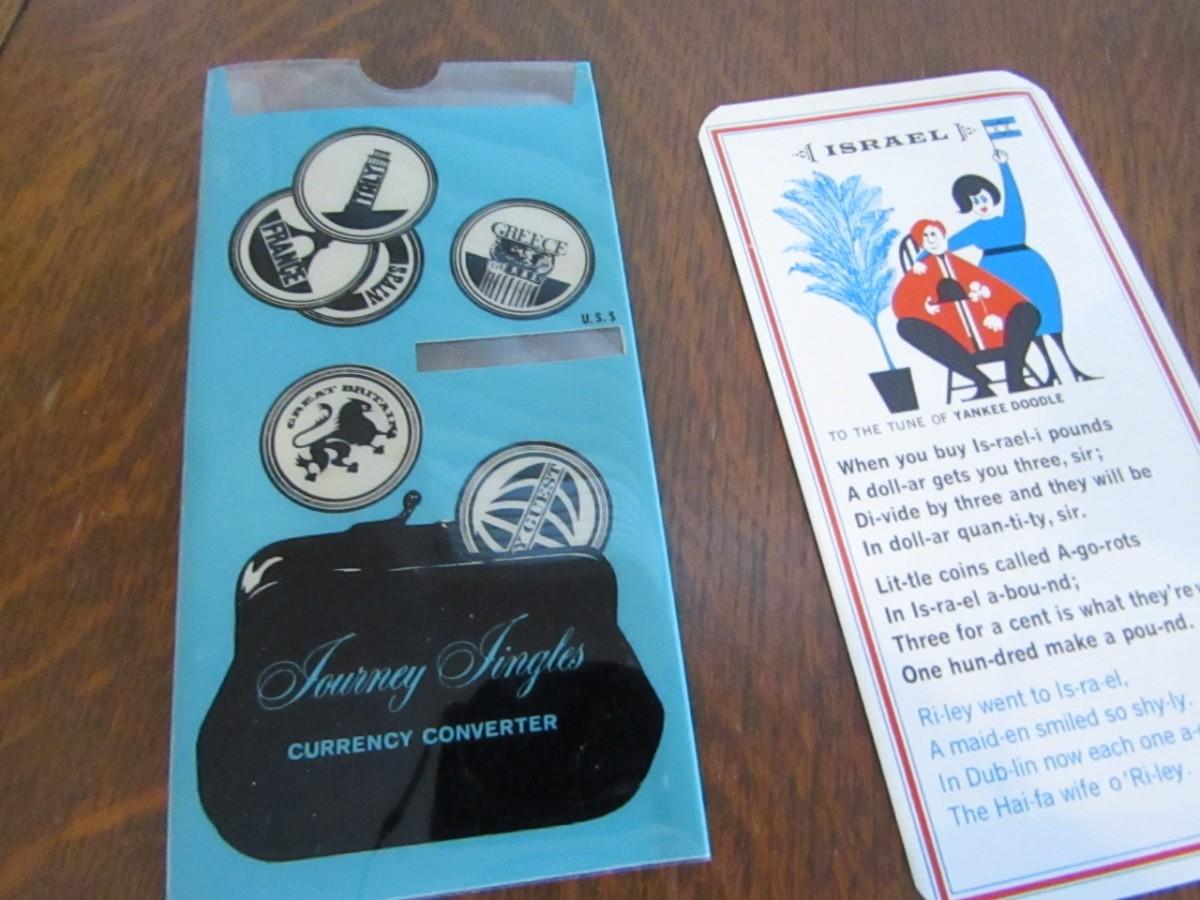 ITALY
FRANCE
SPAIN
GREECE
U.S.$
GREAT BRITAIN
Y GUEST
Journey Jingles
CURRENCY CONVERTER
ISRAEL
TO THE TUNE OF YANKEE DOODLE
When you buy Is-rael-i pounds
A doll-ar gets you three, sir;
Di-vide by three and they will be
In doll-ar quan-ti-ty, sir.
Lit-tle coins called A-go-rots
In Is-ra-el a-bou-nd;
Three for a cent is what they're
One hun-dred make a pou-nd.
Ri-ley went to Is-ra-el,
A maid-en smiled so shy-ly.
In Dub-lin now each one
The Hai-fa wife o'Ri-ley.